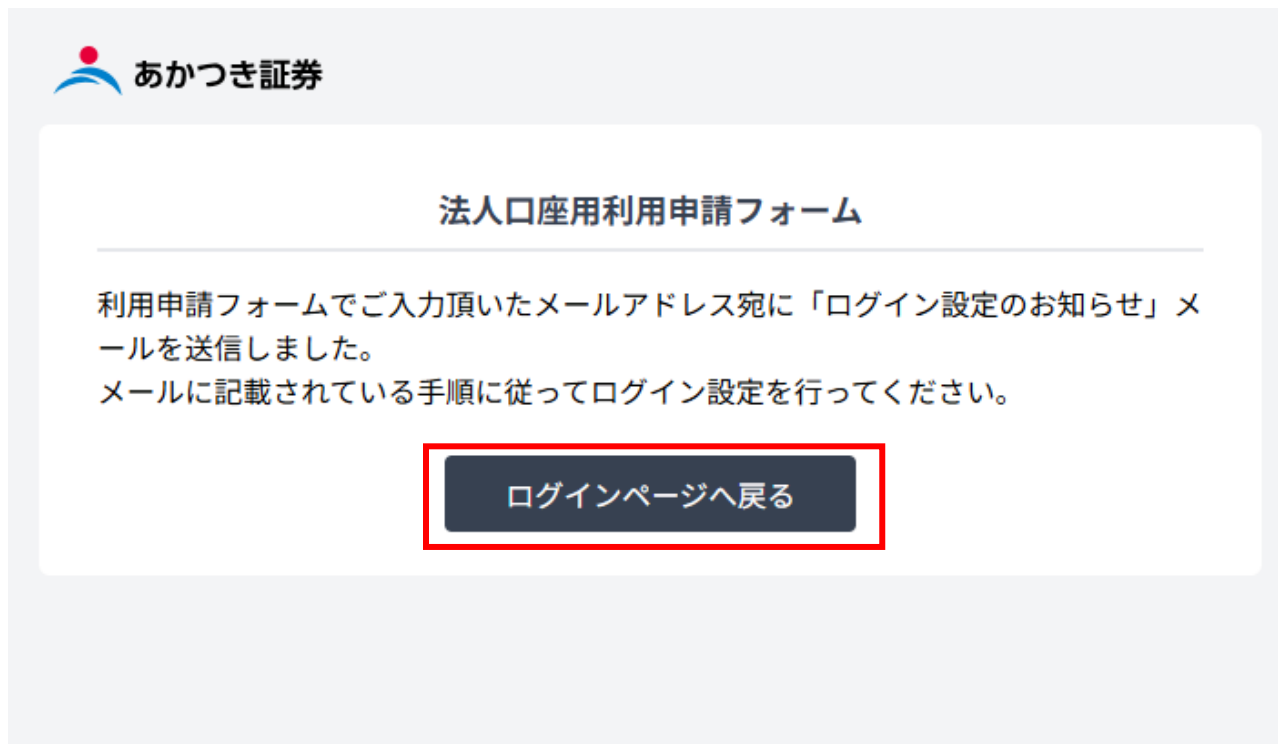 あかつき証券
法人口座用利用申請フォーム
利用申請フォームでご入力頂いたメールアドレス宛に「ログイン設定のお知らせ」メ
ールを送信しました。
メールに記載されている手順に従ってログイン設定を行ってください。
ログインページへ戻る